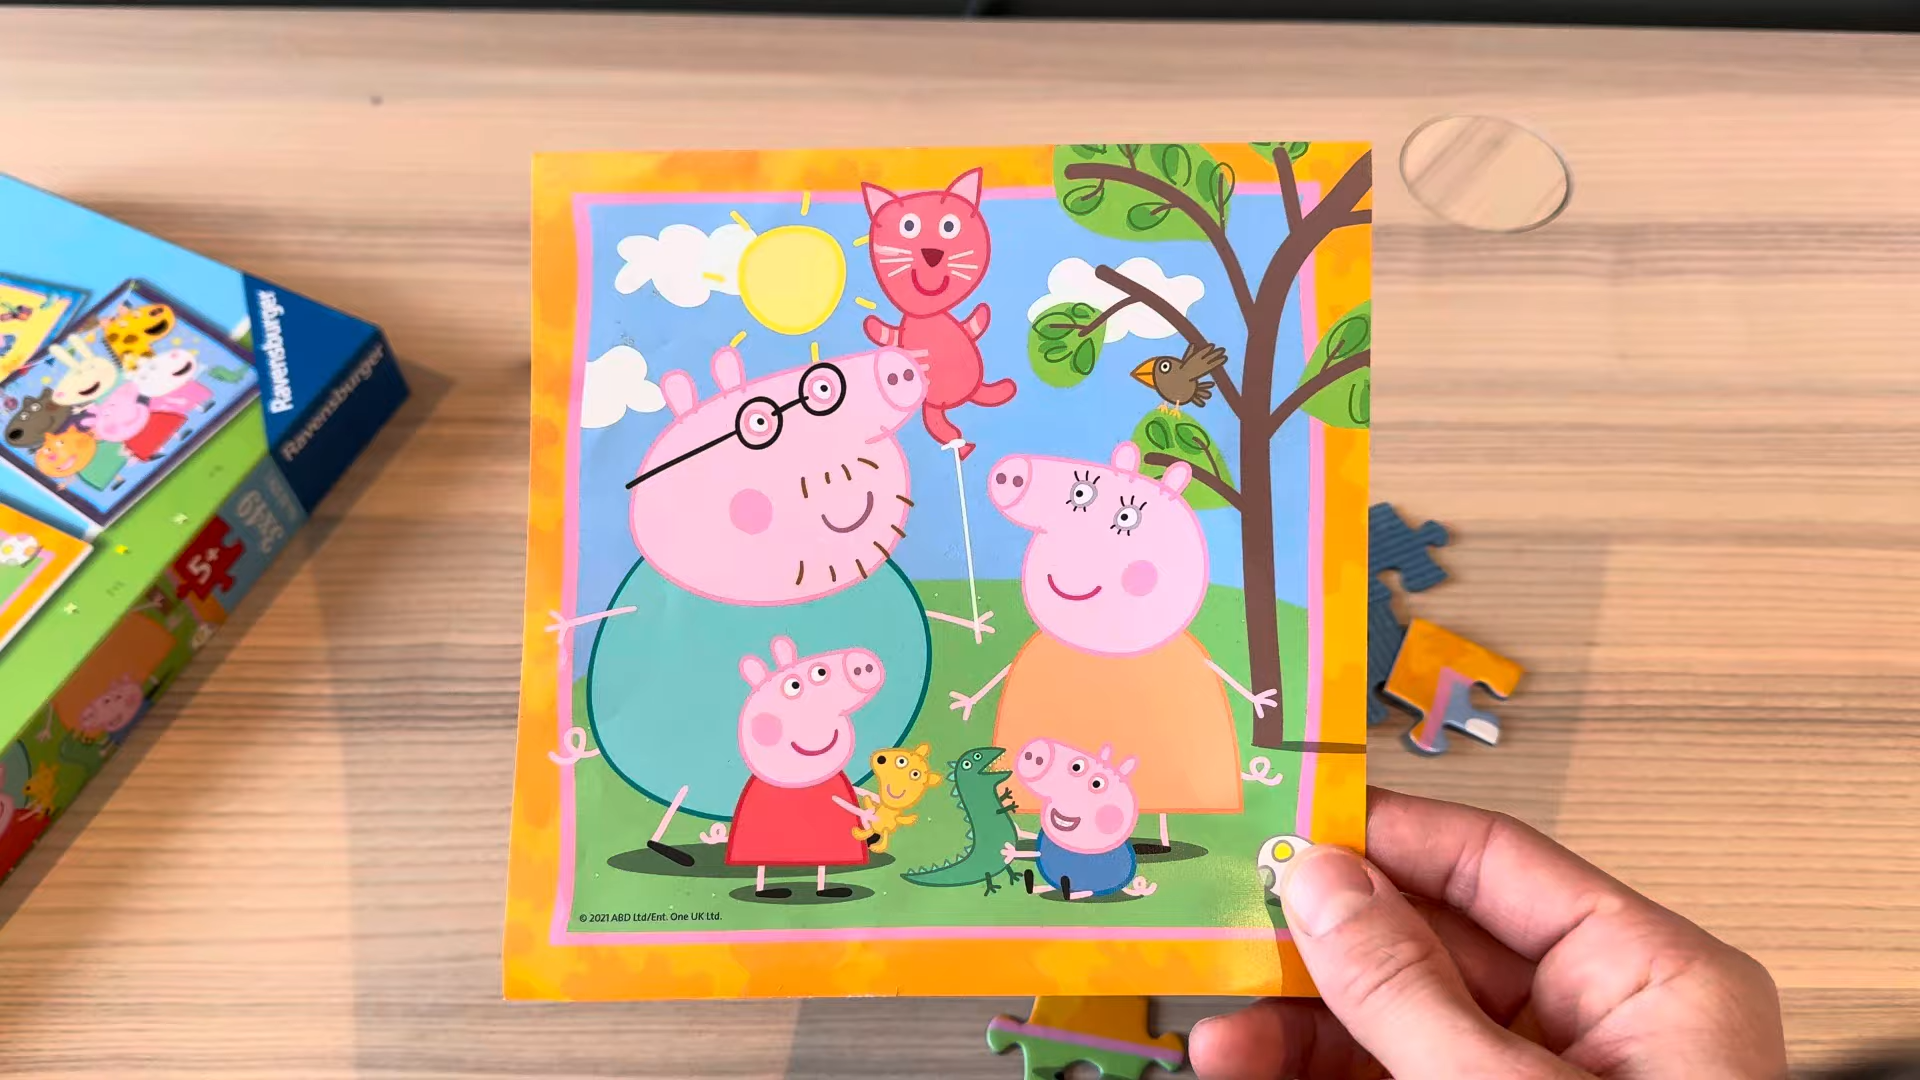 Ravensburger
Ravensburger
3x49
5+
© 2021 ABD Ltd/Ent. One UK Ltd.